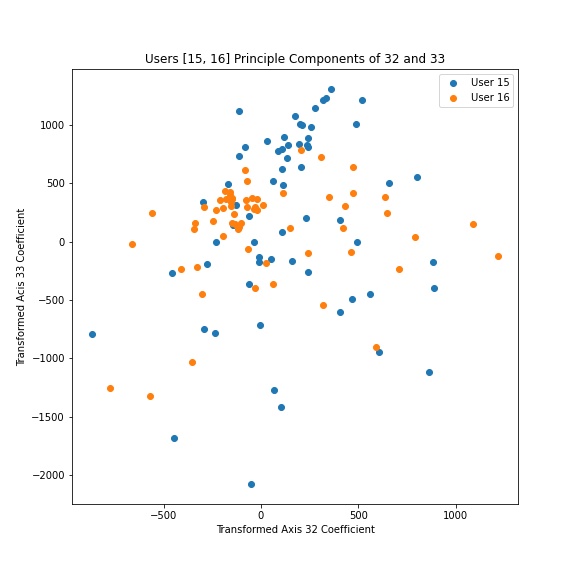 Users [15, 16] Principle Components of 32 and 33
User 15
User 16
1000
500
0
−500
−1000
−1500
−2000
Transformed Acis 33 Coefficient
−500
0
500
1000
Transformed Axis 32 Coefficient